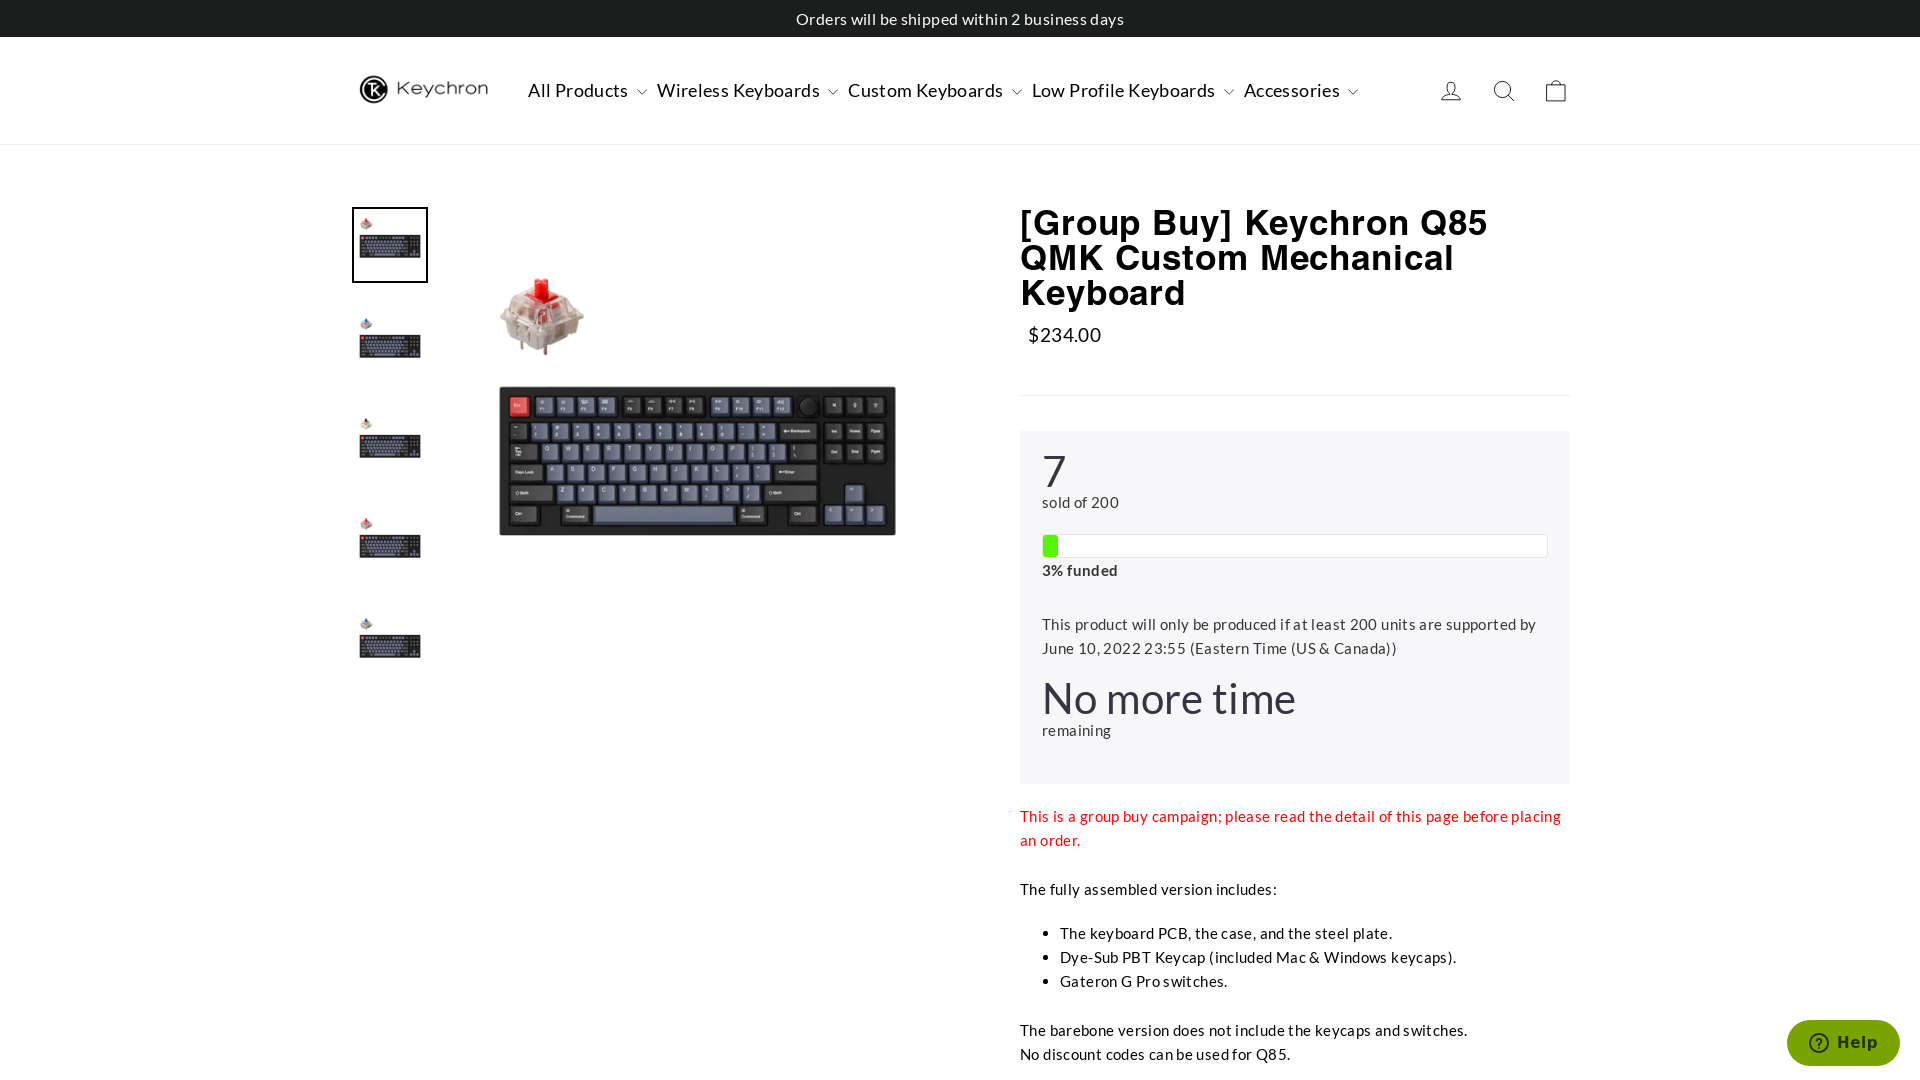 Orders will be shipped within 2 business days
Keychron
All Products
Wireless Keyboards
Custom Keyboards
Low Profile Keyboards
Accessories
[Group Buy] Keychron Q85
QMK Custom Mechanical
Keyboard
$234.00
7
sold of 200
3% funded
This product will only be produced if at least 200 units are supported by
June 10, 2022 23:55 (Eastern Time (US & Canada))
No more time
remaining
This is a group buy campaign; please read the detail of this page before placing
an order.
The fully assembled version includes:
The keyboard PCB, the case, and the steel plate.
Dye-Sub PBT Keycap (included Mac & Windows keycaps).
Gateron G Pro switches.
The barebone version does not include the keycaps and switches.
No discount codes can be used for Q85.
Help